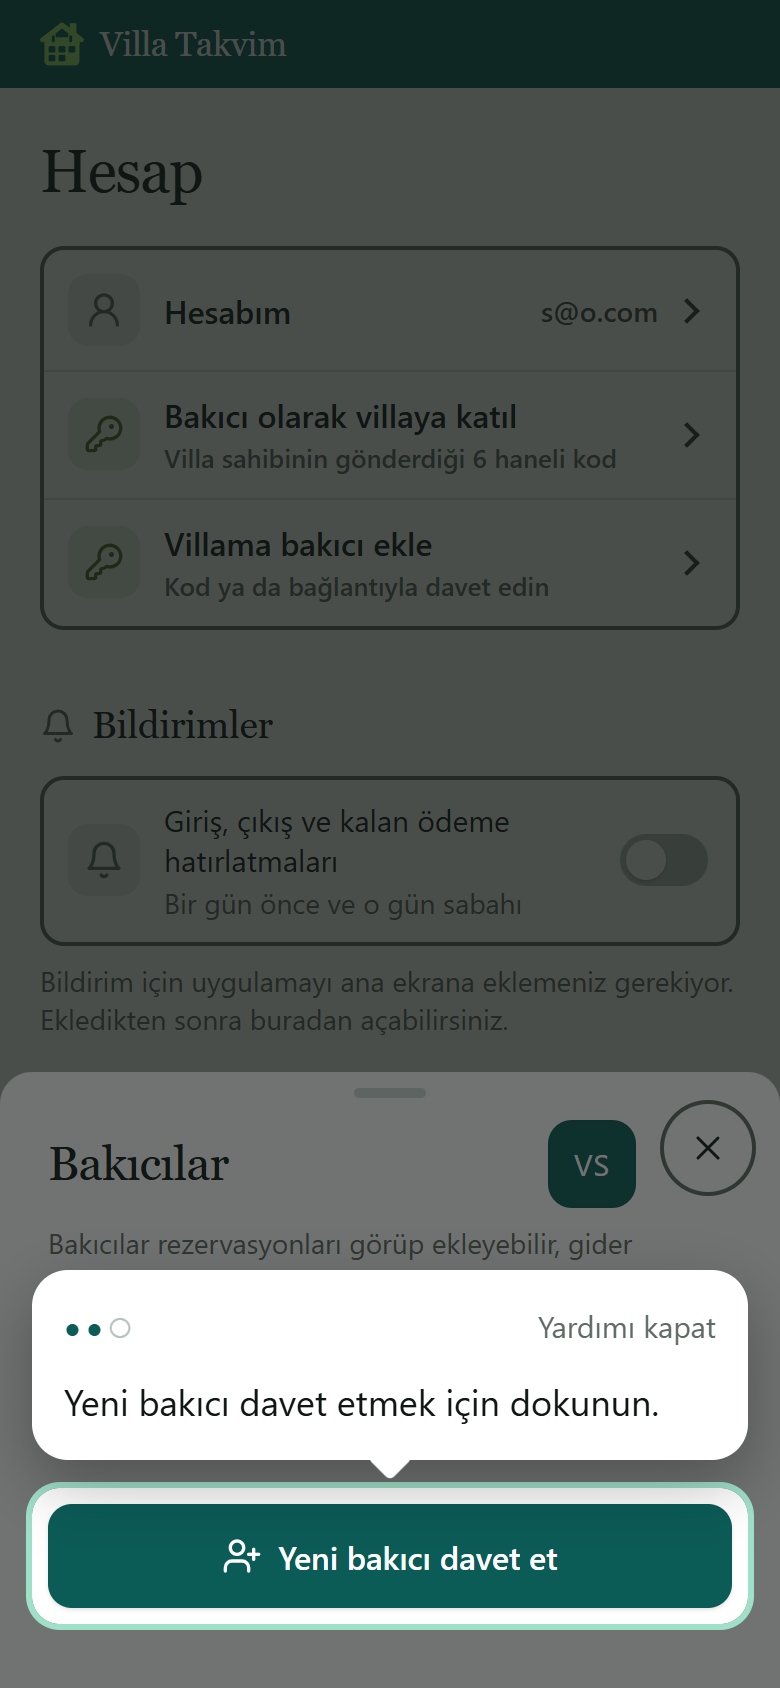 Villa Takvim
Hesap
Hesabım s@o.com
Bakıcı olarak villaya katıl
Villa sahibinin gönderdiği 6 haneli kod
Villama bakıcı ekle
Kod ya da bağlantıyla davet edin
Bildirimler
Giriş, çıkış ve kalan ödeme
hatırlatmaları
Bir gün önce ve o gün sabahı
Bildirim için uygulamayı ana ekrana eklemeniz gerekiyor.
Ekledikten sonra buradan açabilirsiniz.
Bakıcılar VS
Bakıcılar rezervasyonları görüp ekleyebilir, gider
Yardımı kapat
Yeni bakıcı davet etmek için dokunun.
Yeni bakıcı davet et